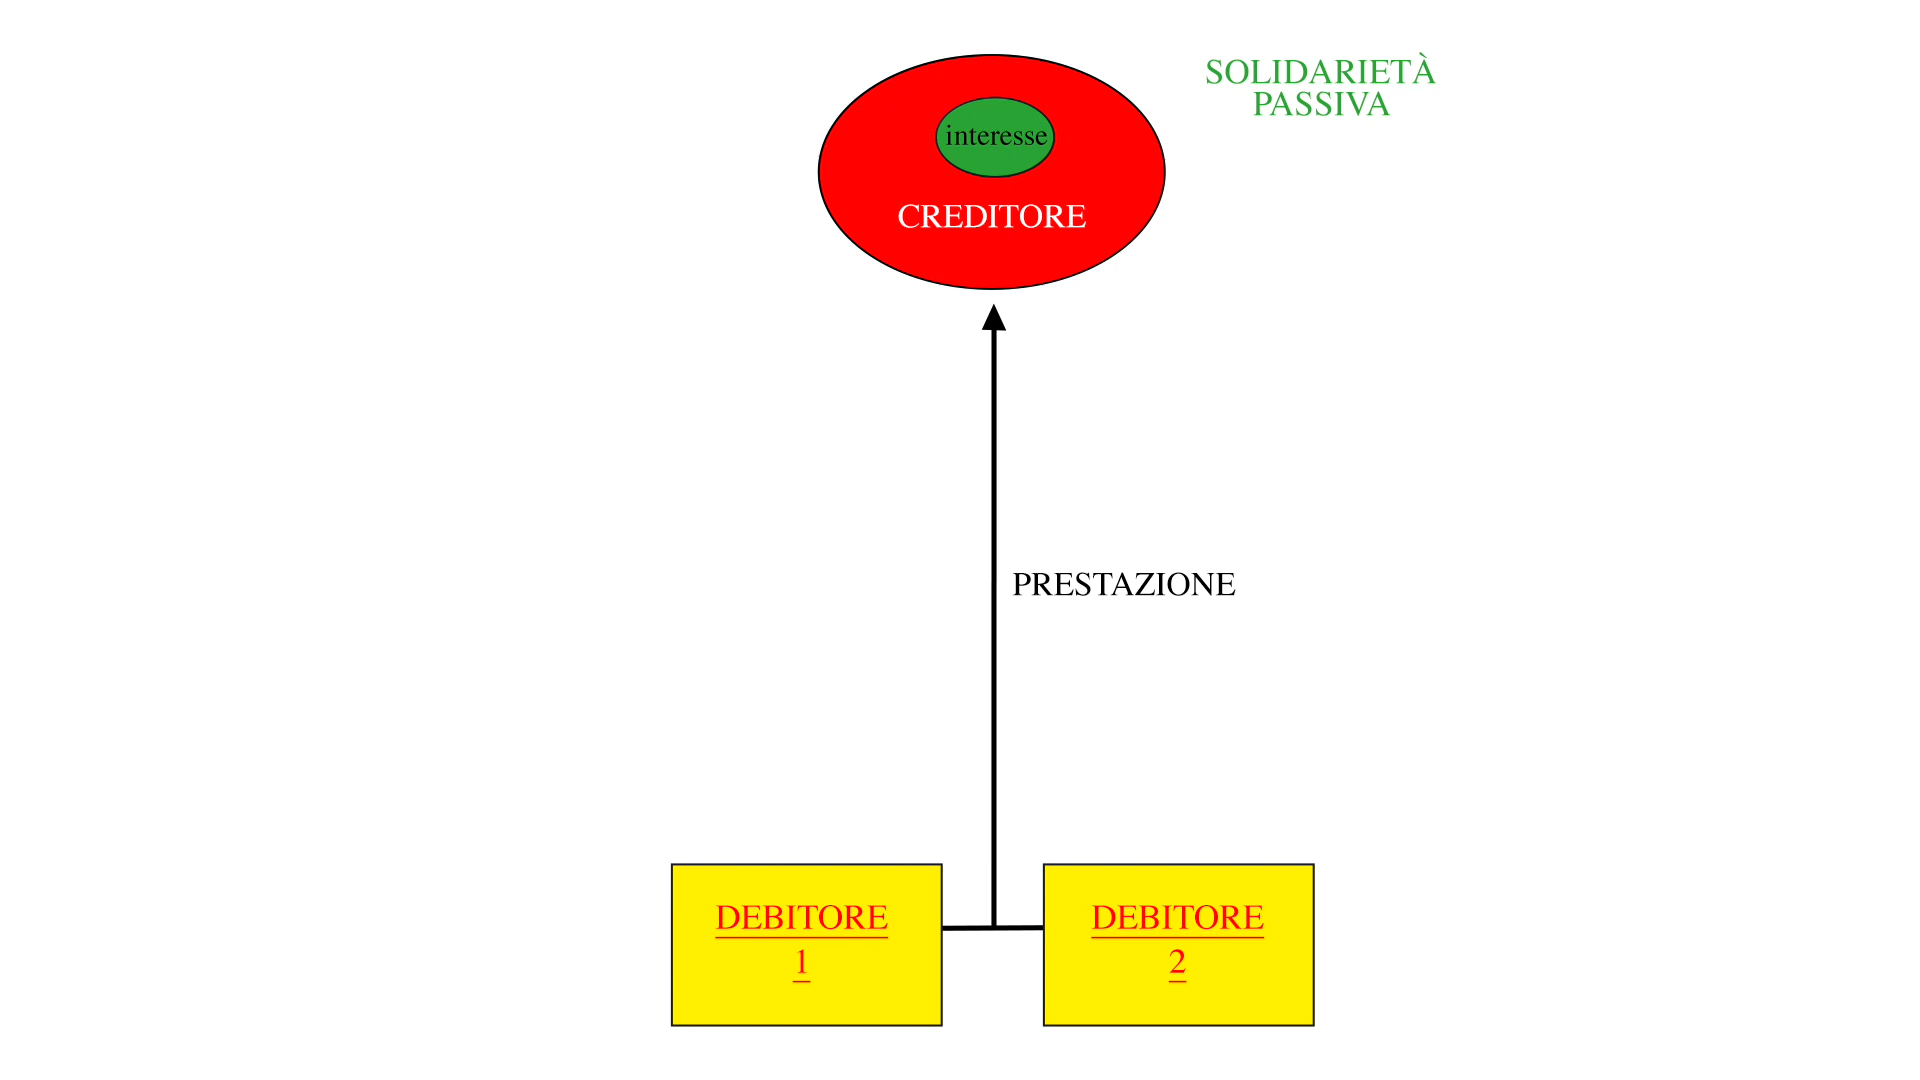 SOLIDARIETÀ
PASSIVA
interesse
CREDITORE
PRESTAZIONE
DEBITORE
1
DEBITORE
2